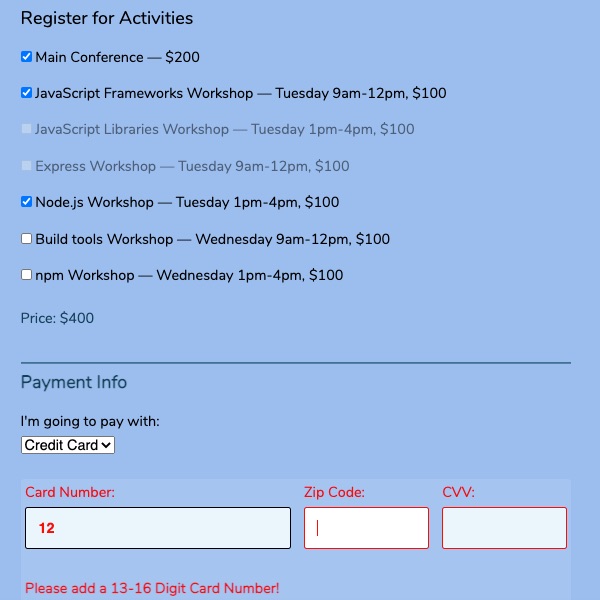 Register for Activities
Main Conference — $200
JavaScript Frameworks Workshop — Tuesday 9am-12pm, $100
JavaScript Libraries Workshop — Tuesday 1pm-4pm, $100
Express Workshop — Tuesday 9am-12pm, $100
Node.js Workshop — Tuesday 1pm-4pm, $100
Build tools Workshop — Wednesday 9am-12pm, $100
npm Workshop — Wednesday 1pm-4pm, $100
Price: $400
Payment Info
I'm going to pay with:
Credit Card
Card Number: Zip Code: CVV:
12
Please add a 13-16 Digit Card Number!